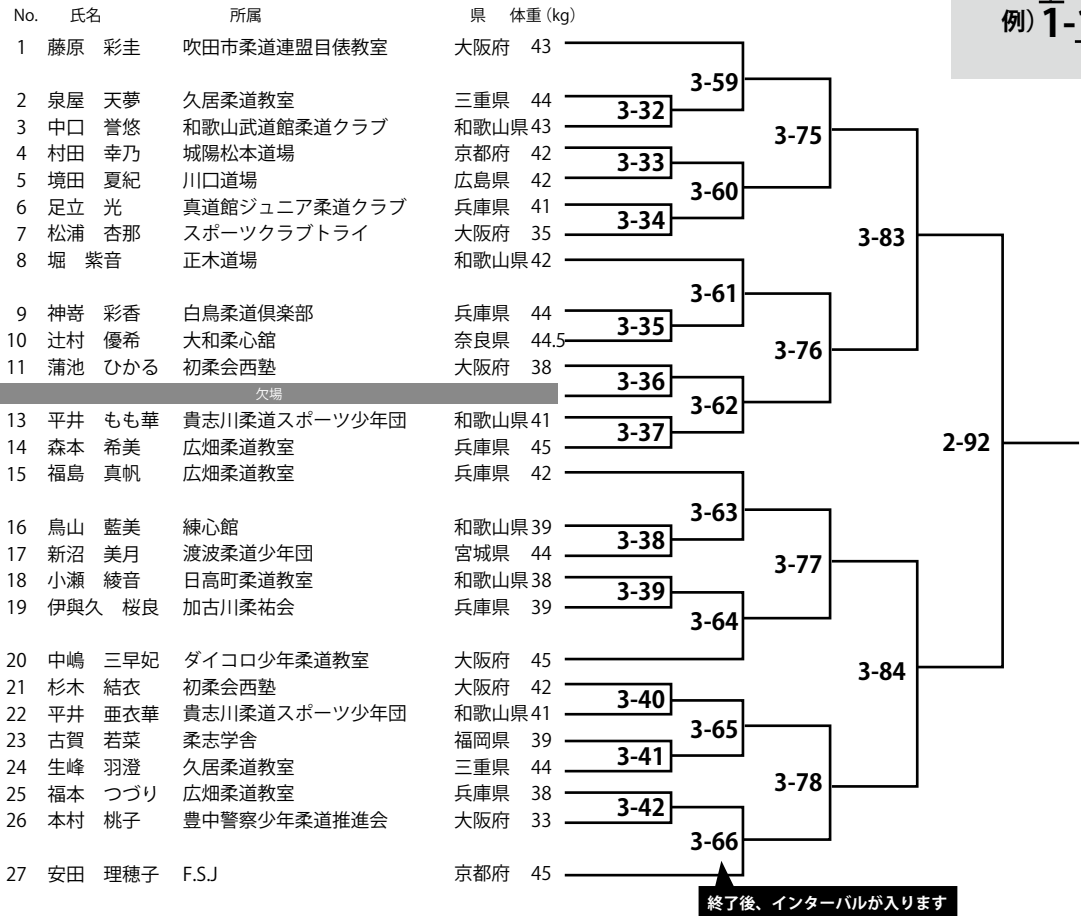 No. 氏名 所属 県 体重(kg)
例) 1-
1 藤原 彩圭 吹田市柔道連盟目俵教室 大阪府 43
2 泉屋 天夢 久居柔道教室 三重県 44
3 中口 誉悠 和歌山武道館柔道クラブ 和歌山県 43
4 村田 幸乃 城陽松本道場 京都府 42
5 境田 夏紀 川口道場 広島県 42
6 足立 光 真道館ジュニア柔道クラブ 兵庫県 41
7 松浦 杏那 スポーツクラブトライ 大阪府 35
8 堀 紫音 正木道場 和歌山県 42
9 神嵜 彩香 白鳥柔道倶楽部 兵庫県 44
10 辻村 優希 大和柔心舘 奈良県 44.5
11 蒲池 ひかる 初柔会西塾 大阪府 38
欠場
13 平井 もも華 貴志川柔道スポーツ少年団 和歌山県 41
14 森本 希美 広畑柔道教室 兵庫県 45
15 福島 真帆 広畑柔道教室 兵庫県 42
16 鳥山 藍美 練心館 和歌山県 39
17 新沼 美月 渡波柔道少年団 宮城県 44
18 小瀬 綾音 日高町柔道教室 和歌山県 38
19 伊與久 桜良 加古川柔祐会 兵庫県 39
20 中嶋 三早妃 ダイコロ少年柔道教室 大阪府 45
21 杉木 結衣 初柔会西塾 大阪府 42
22 平井 亜衣華 貴志川柔道スポーツ少年団 和歌山県 41
23 古賀 若菜 柔志学舎 福岡県 39
24 生峰 羽澄 久居柔道教室 三重県 44
25 福本 つづり 広畑柔道教室 兵庫県 38
26 本村 桃子 豊中警察少年柔道推進会 大阪府 33
27 安田 理穂子 F.S.J 京都府 45
3-32
3-33
3-34
3-35
3-36
3-37
3-38
3-39
3-40
3-41
3-42
3-59
3-60
3-61
3-62
3-63
3-64
3-65
3-66
3-75
3-76
3-77
3-78
3-83
3-84
2-92
終了後、インターバルが入ります